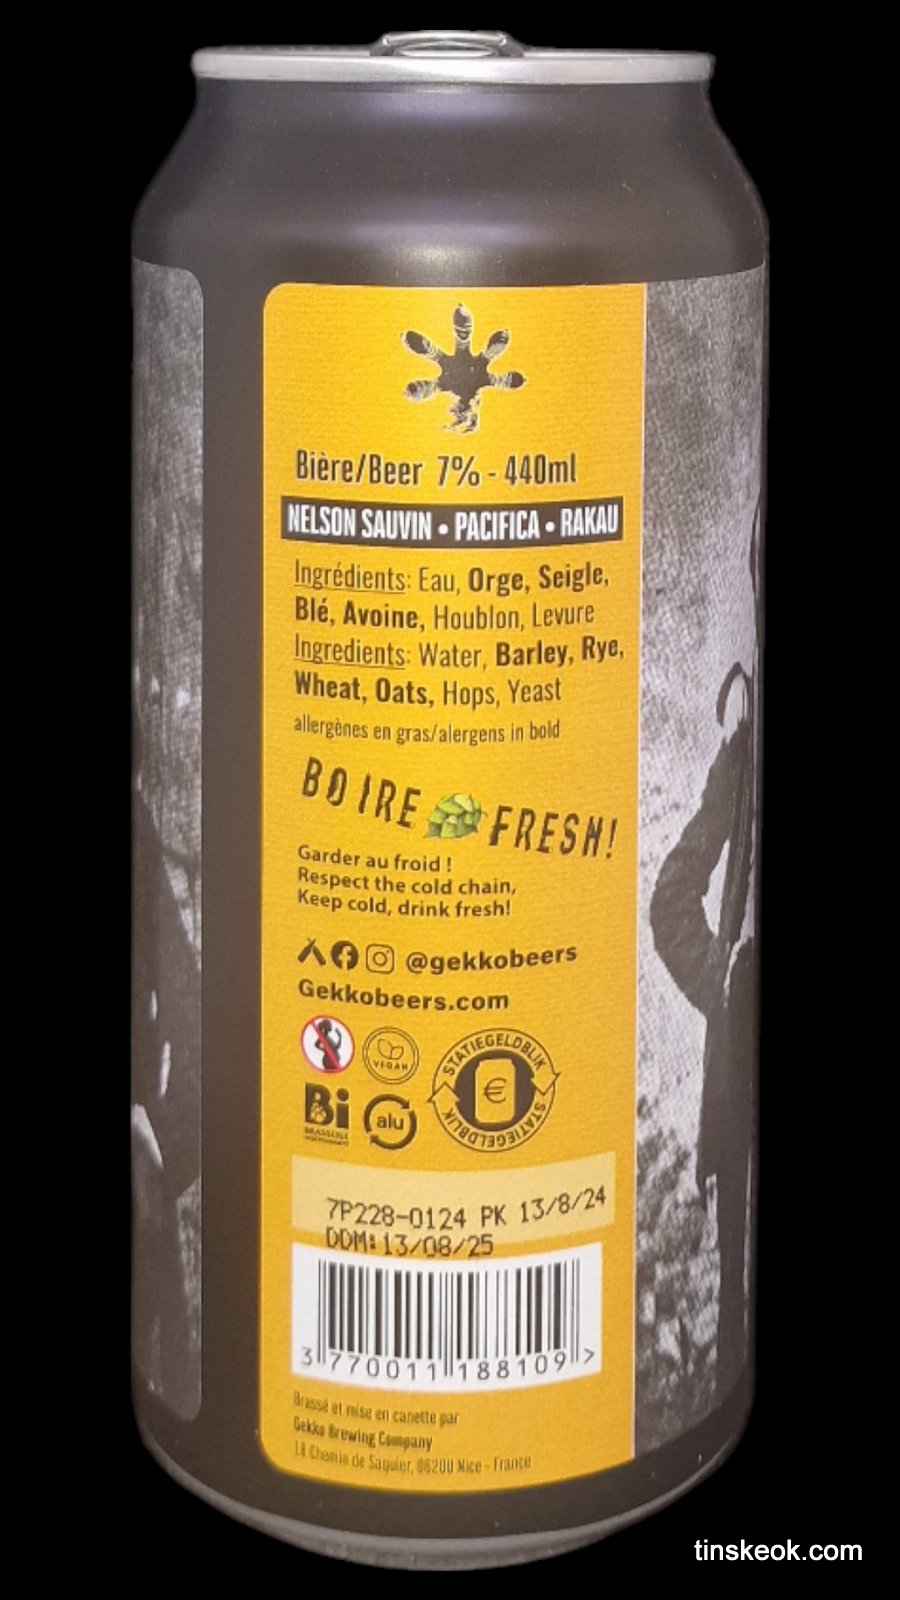 Bière/Beer 7% - 440ml
NELSON SAUVIN • PACIFICA • RAKAU
Ingrédients: Eau, Orge, Seigle,
Blé, Avoine, Houblon, Levure
Ingredients: Water, Barley, Rye,
Wheat, Oats, Hops, Yeast
allergènes en gras/alergens in bold
BOIRE FRESH!
Garder au froid !
Respect the cold chain,
Keep cold, drink fresh!
@gekkobeers
Gekkobeers.com
VEGAN
STATIEGELDBLIK
STATIEGELDBLIK
Bi
BRASSERIE
INDÉPENDANTE
alu
7P228-0124 PK 13/8/24
DDM: 13/08/25
3 770011 188109 >
Brassé et mise en canette par
Gekko Brewing Company
18 Chemin de Saquier, 06200 Nice - France
tinskeok.com